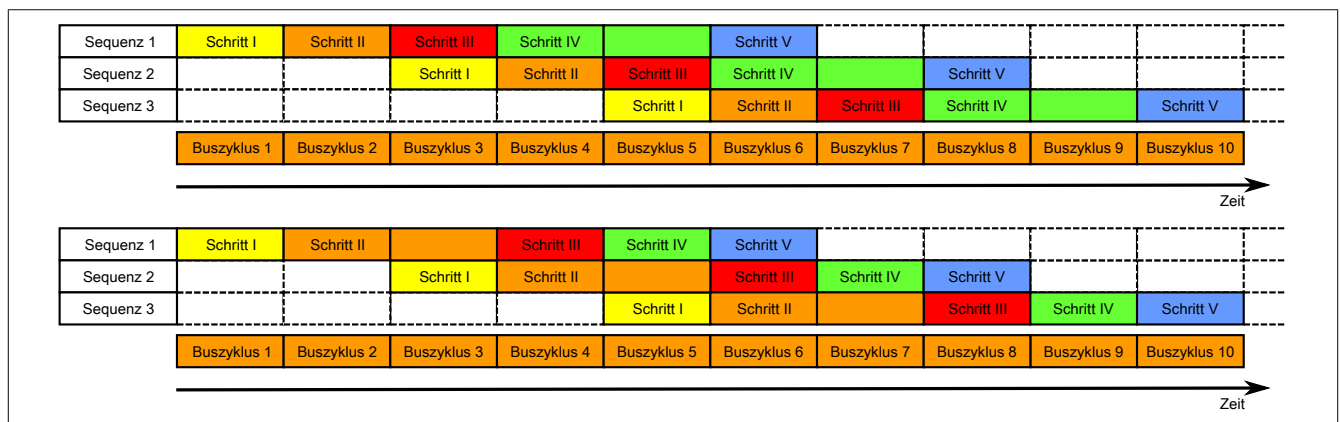 Sequenz 1 Schritt I Schritt II Schritt III Schritt IV Schritt V
Sequenz 2 Schritt I Schritt II Schritt III Schritt IV Schritt V
Sequenz 3 Schritt I Schritt II Schritt III Schritt IV Schritt V
Buszyklus 1 Buszyklus 2 Buszyklus 3 Buszyklus 4 Buszyklus 5 Buszyklus 6 Buszyklus 7 Buszyklus 8 Buszyklus 9 Buszyklus 10
Zeit
Sequenz 1 Schritt I Schritt II Schritt III Schritt IV Schritt V
Sequenz 2 Schritt I Schritt II Schritt III Schritt IV Schritt V
Sequenz 3 Schritt I Schritt II Schritt III Schritt IV Schritt V
Buszyklus 1 Buszyklus 2 Buszyklus 3 Buszyklus 4 Buszyklus 5 Buszyklus 6 Buszyklus 7 Buszyklus 8 Buszyklus 9 Buszyklus 10
Zeit